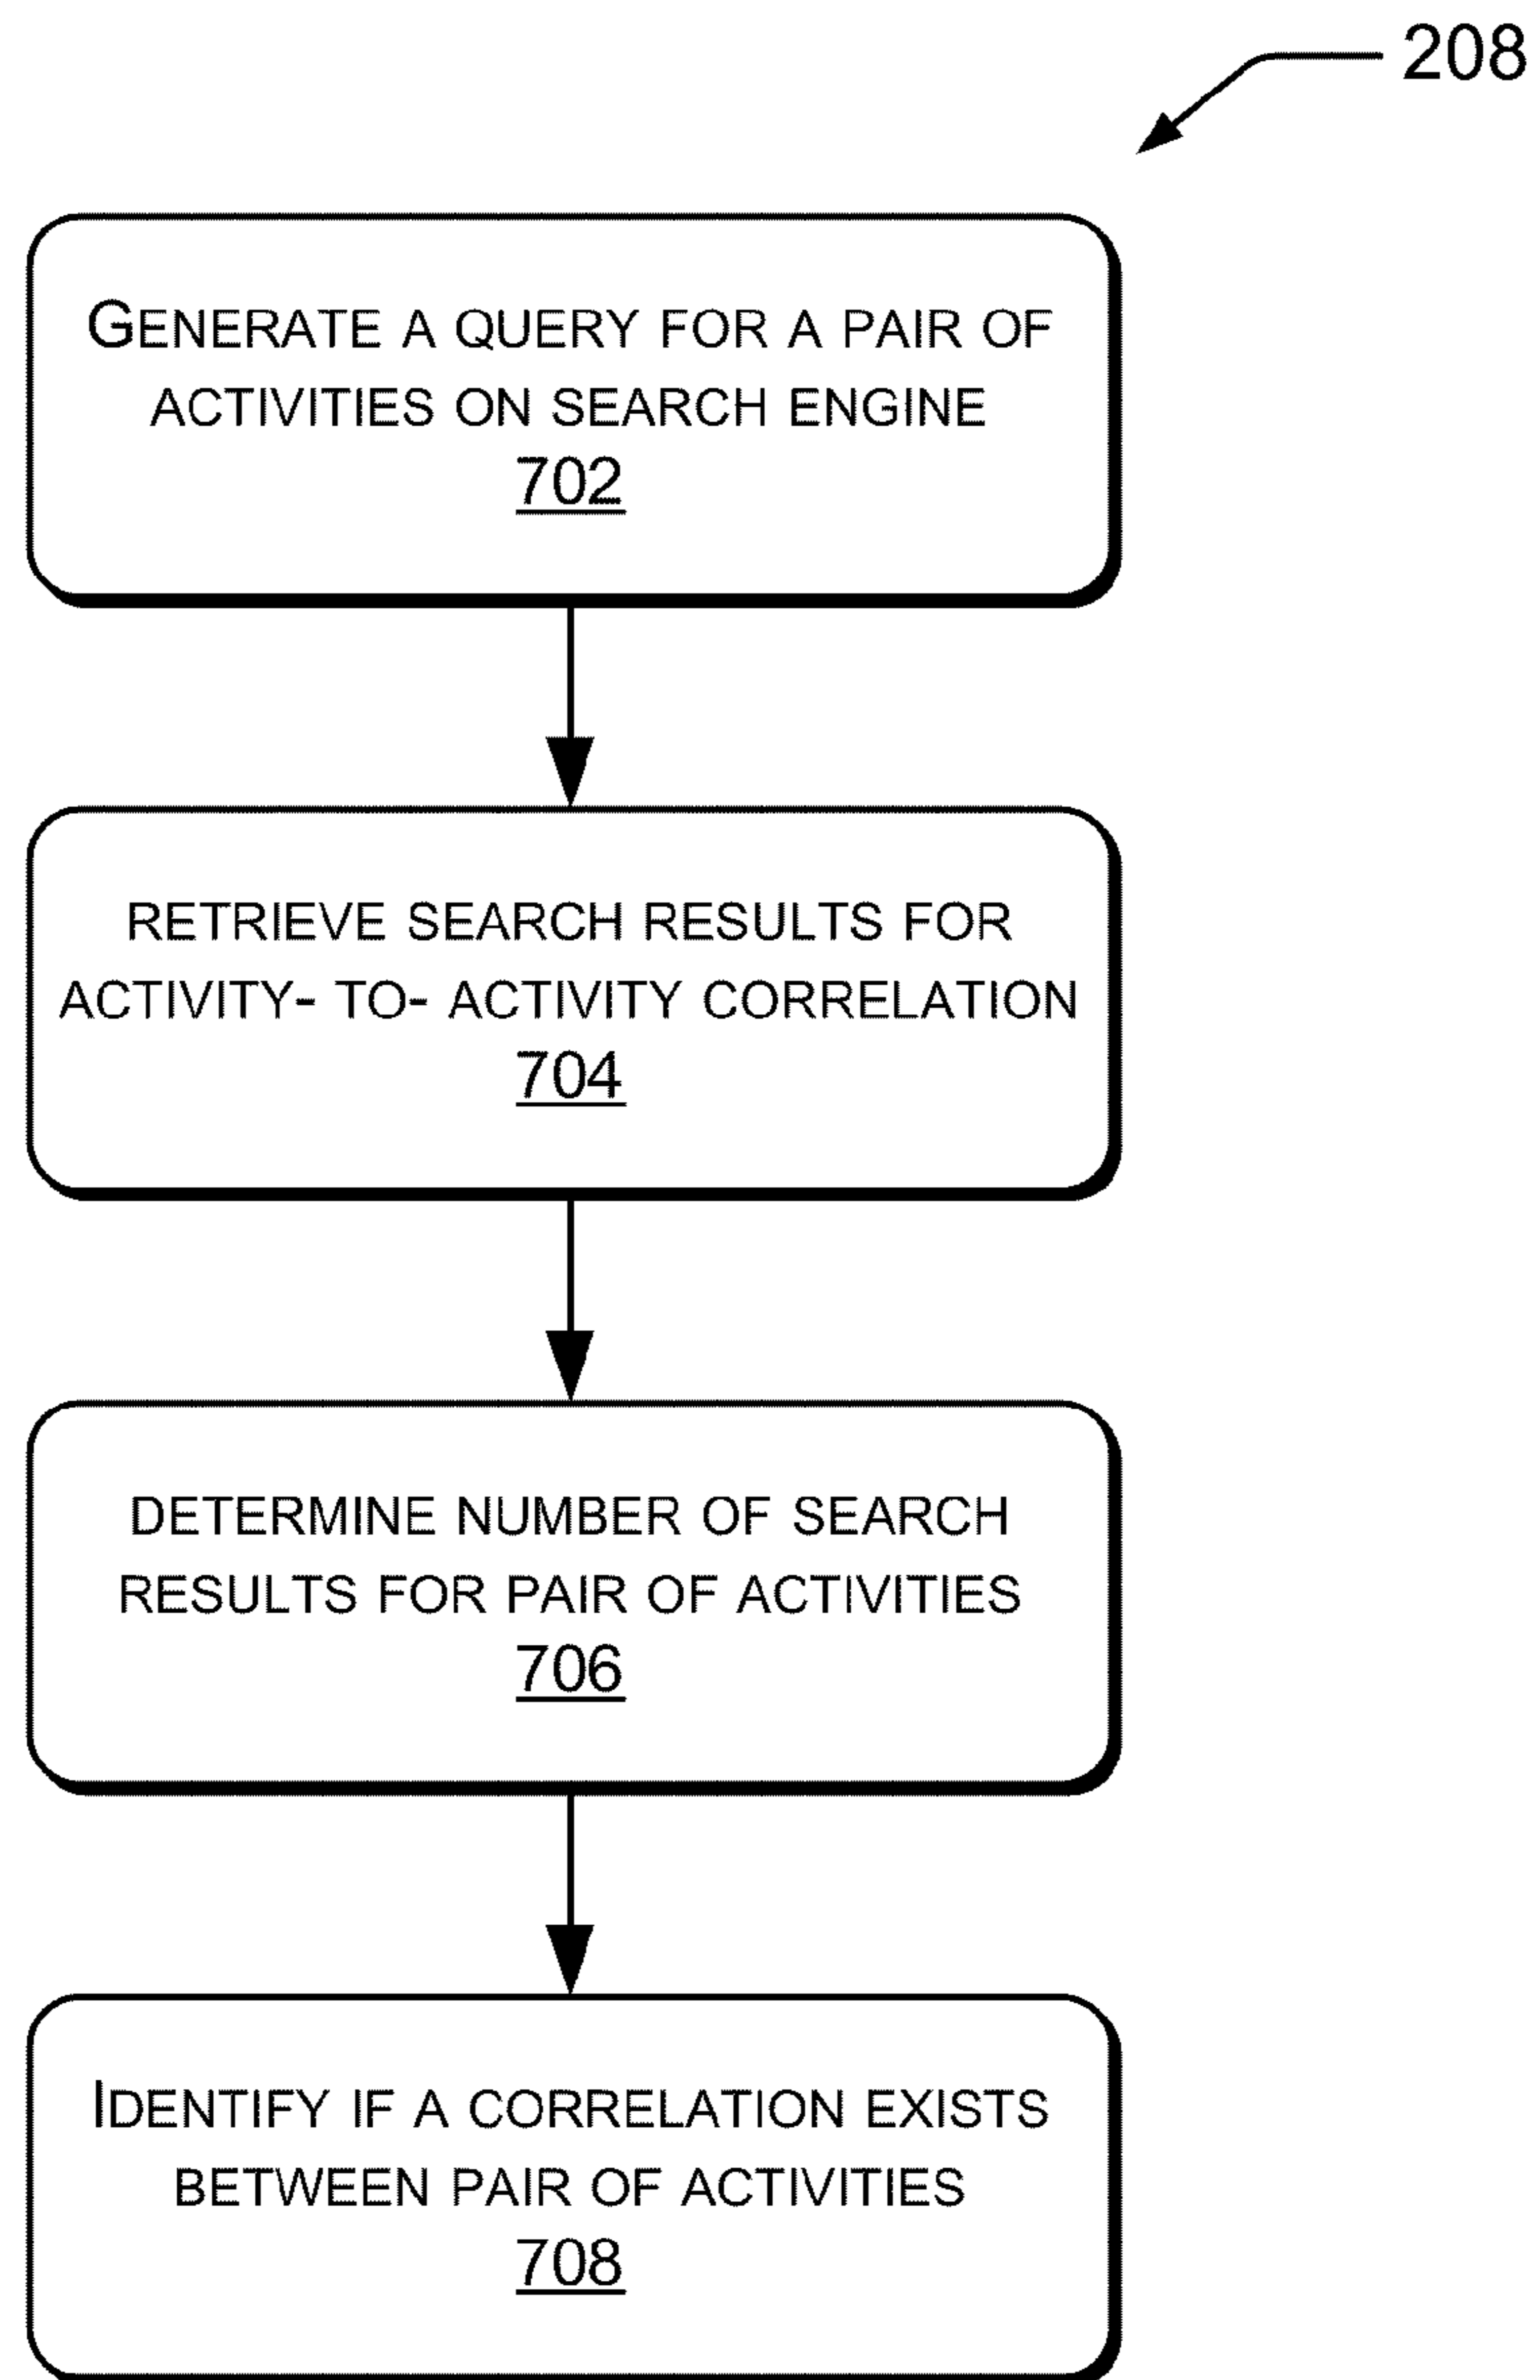 208
GENERATE A QUERY FOR A PAIR OF
ACTIVITIES ON SEARCH ENGINE
702
RETRIEVE SEARCH RESULTS FOR
ACTIVITY- TO- ACTIVITY CORRELATION
704
DETERMINE NUMBER OF SEARCH
RESULTS FOR PAIR OF ACTIVITIES
706
IDENTIFY IF A CORRELATION EXISTS
BETWEEN PAIR OF ACTIVITIES
708